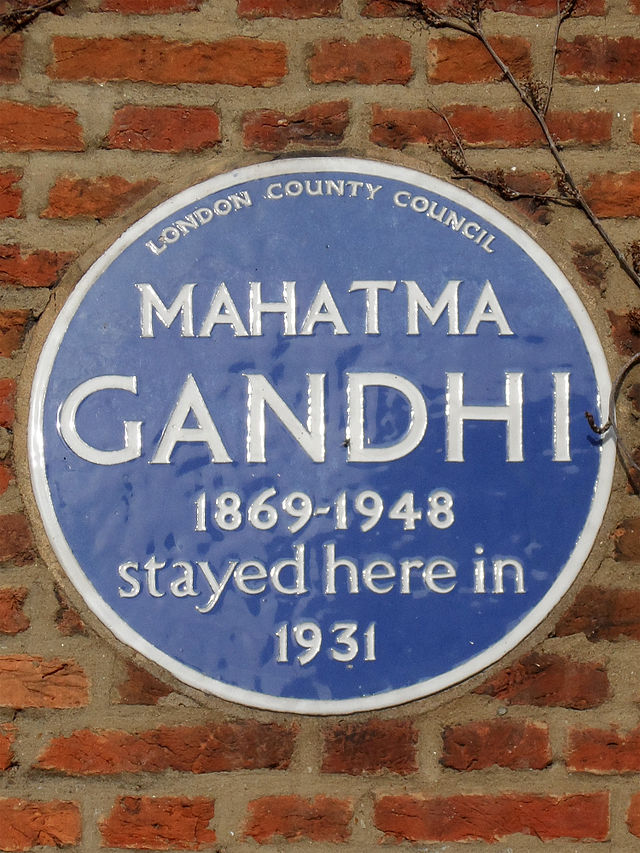 LONDON COUNTY COUNCIL
MAHATMA
GANDHI
1869-1948
stayed here in
1931